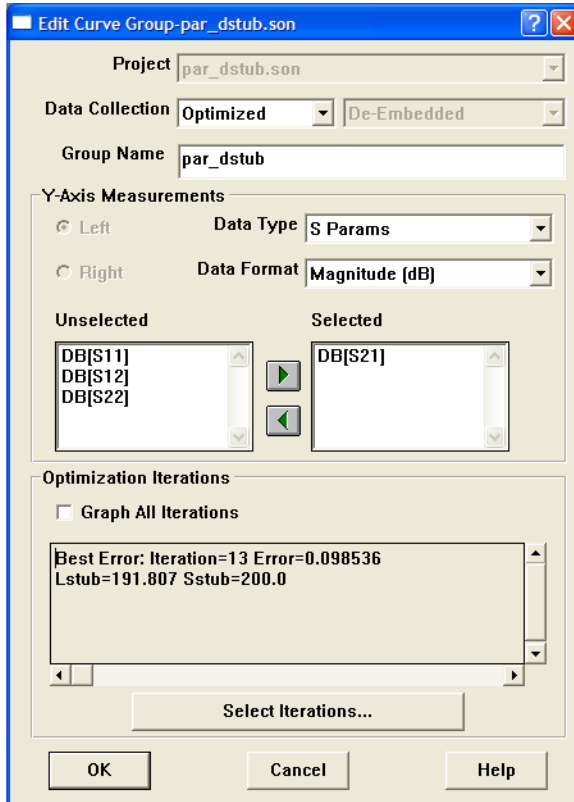 Edit Curve Group-par_dstub.son
Project par_dstub.son
Data Collection Optimized De-Embedded
Group Name par_dstub
Y-Axis Measurements
Left Data Type S Params
Right Data Format Magnitude (dB)
Unselected Selected
DB[S11] DB[S21]
DB[S12]
DB[S22]
Optimization Iterations
Graph All Iterations
Best Error: Iteration=13 Error=0.098536
Lstub=191.807 Sstub=200.0
Select Iterations...
OK Cancel Help